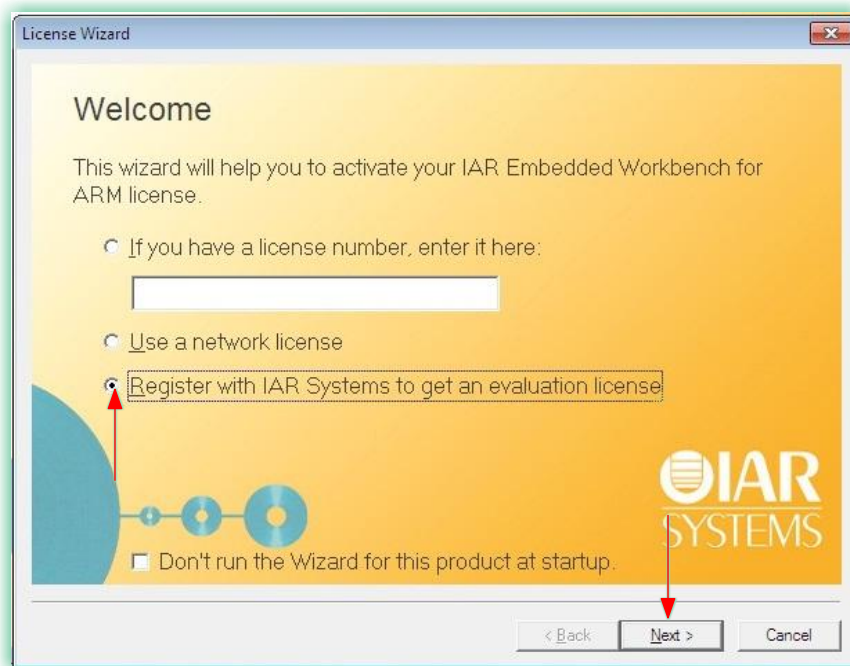 License Wizard
Welcome
This wizard will help you to activate your IAR Embedded Workbench for
ARM license.
If you have a license number, enter it here:
Use a network license
Register with IAR Systems to get an evaluation license
IAR
SYSTEMS
Don't run the Wizard for this product at startup.
< Back
Next >
Cancel